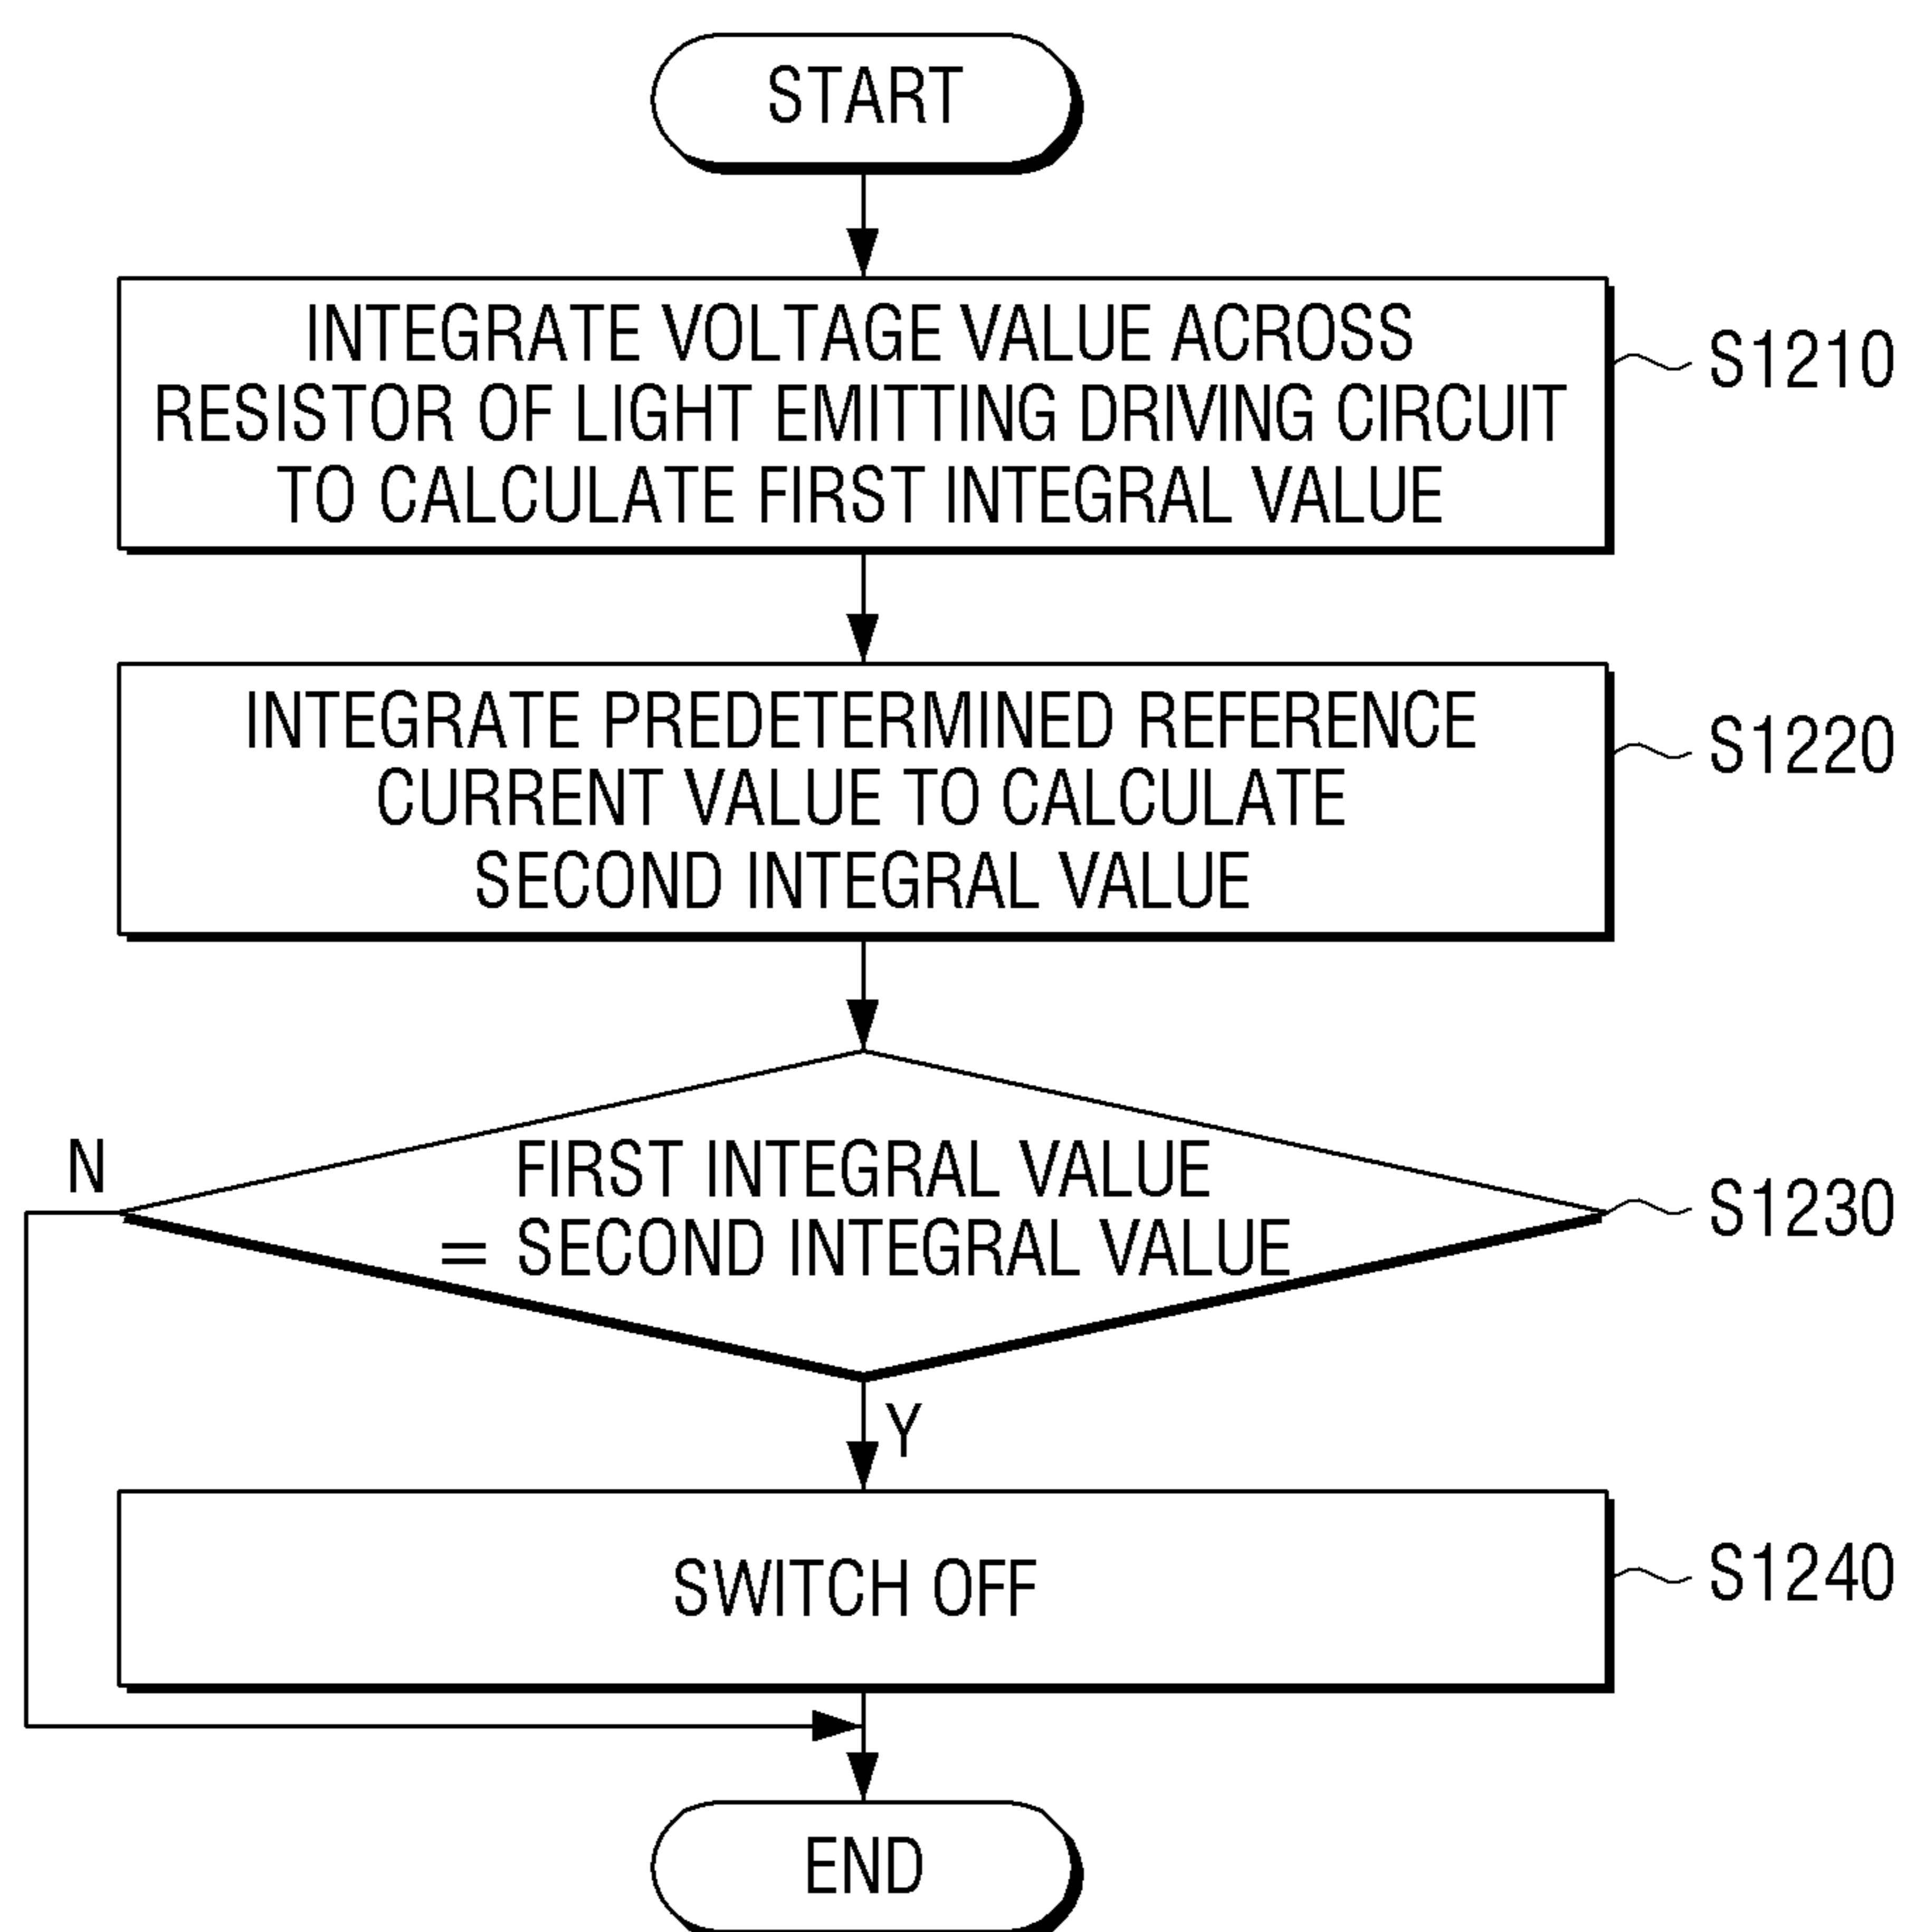 START
INTEGRATE VOLTAGE VALUE ACROSS
RESISTOR OF LIGHT EMITTING DRIVING CIRCUIT
TO CALCULATE FIRST INTEGRAL VALUE
S1210
INTEGRATE PREDETERMINED REFERENCE
CURRENT VALUE TO CALCULATE
SECOND INTEGRAL VALUE
S1220
N
FIRST INTEGRAL VALUE
= SECOND INTEGRAL VALUE
S1230
Y
SWITCH OFF
S1240
END